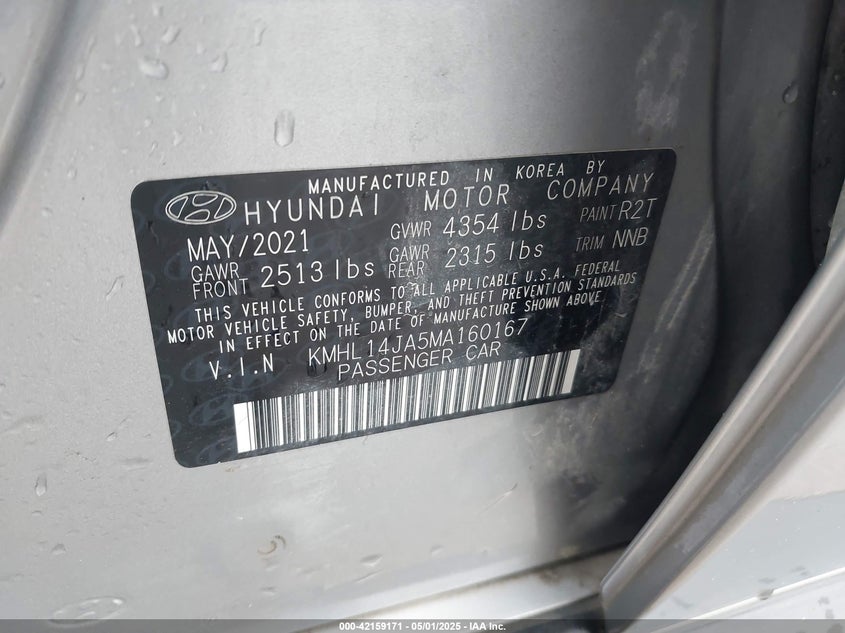 MANUFACTURED IN KOREA BY
HYUNDAI MOTOR COMPANY
MAY/2021 GVWR 4354 lbs PAINT R2T
GAWR FRONT 2513 lbs GAWR REAR 2315 lbs TRIM NNB
THIS VEHICLE CONFORMS TO ALL APPLICABLE U.S.A. FEDERAL
MOTOR VEHICLE SAFETY, BUMPER, AND THEFT PREVENTION STANDARDS
IN EFFECT ON THE DATE OF MANUFACTURE SHOWN ABOVE.
V.I.N KMHL14JA5MA160167
PASSENGER CAR
000-42159171 - 05/01/2025 - IAA Inc.